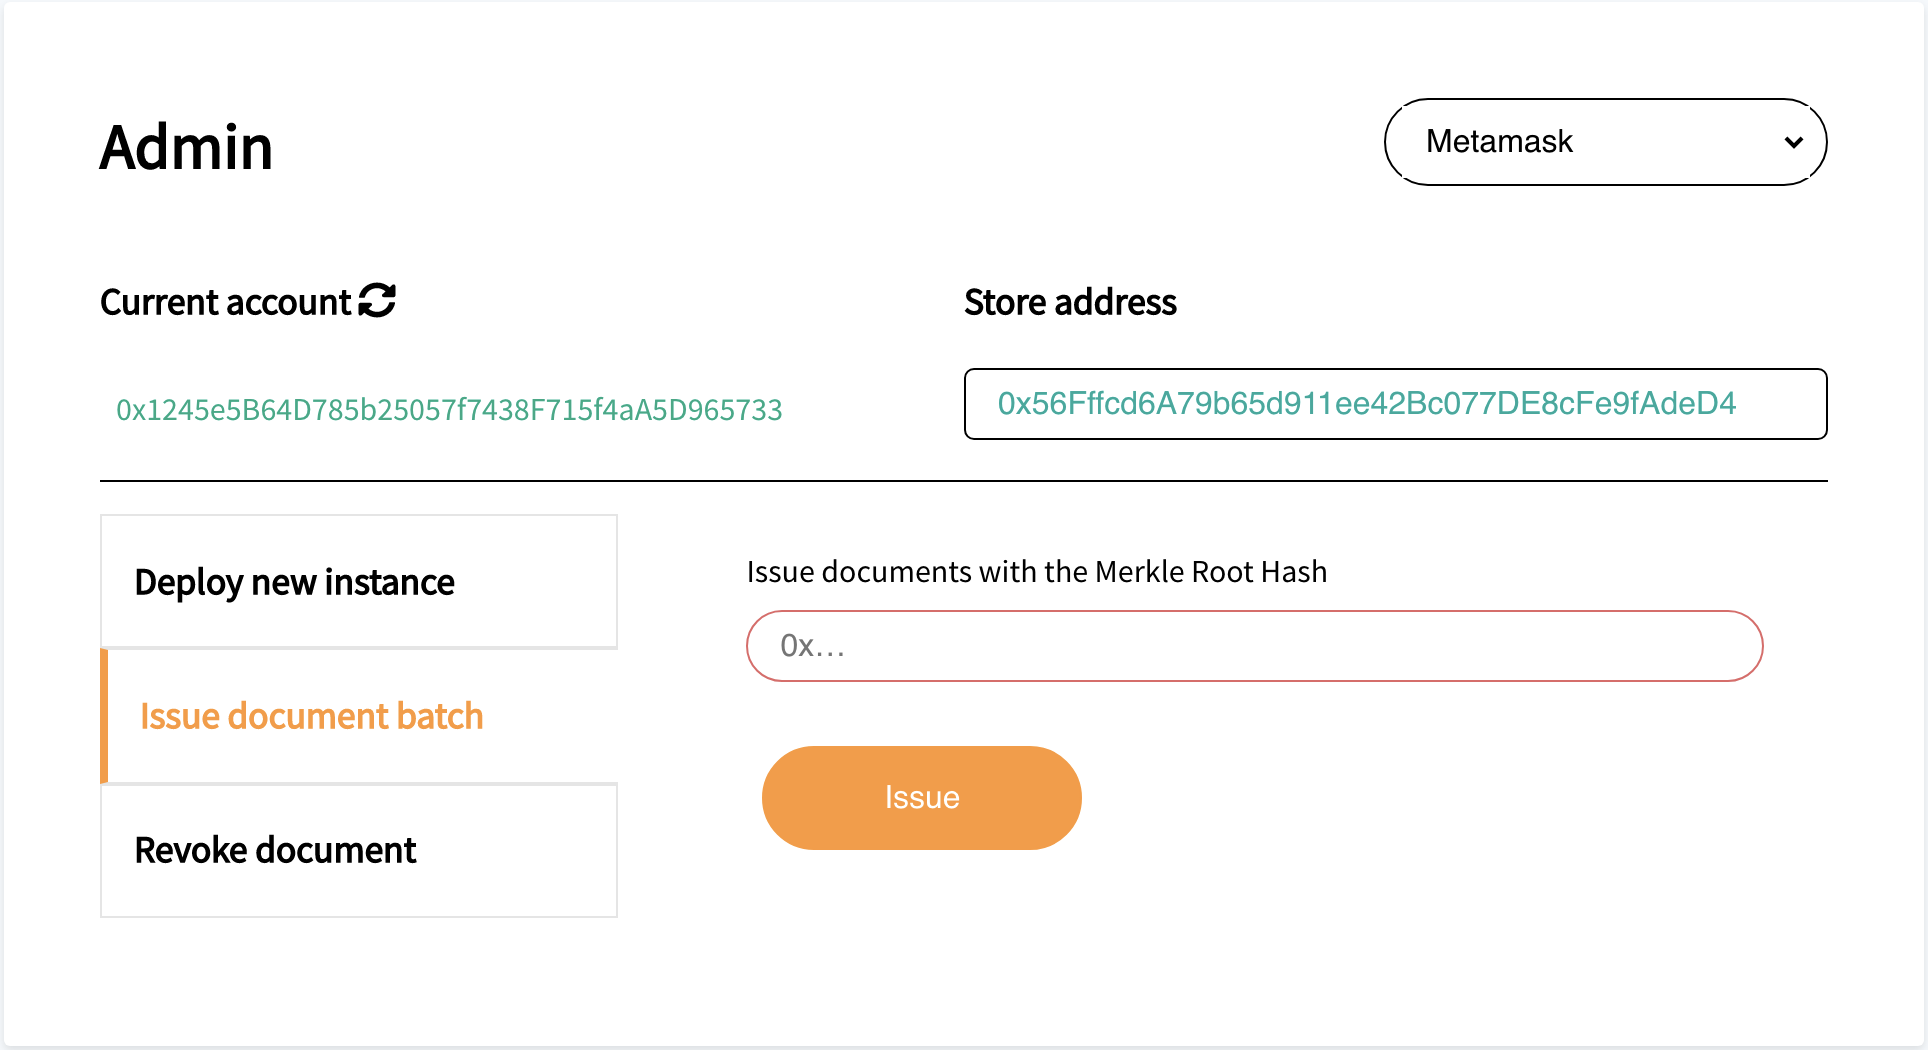 Admin
Metamask
Current account
Store address
0x1245e5B64D785b25057f7438F715f4aA5D965733
0x56Fffcd6A79b65d911ee42Bc077DE8cFe9fAdeD4
Deploy new instance
Issue document batch
Revoke document
Issue documents with the Merkle Root Hash
0x…
Issue